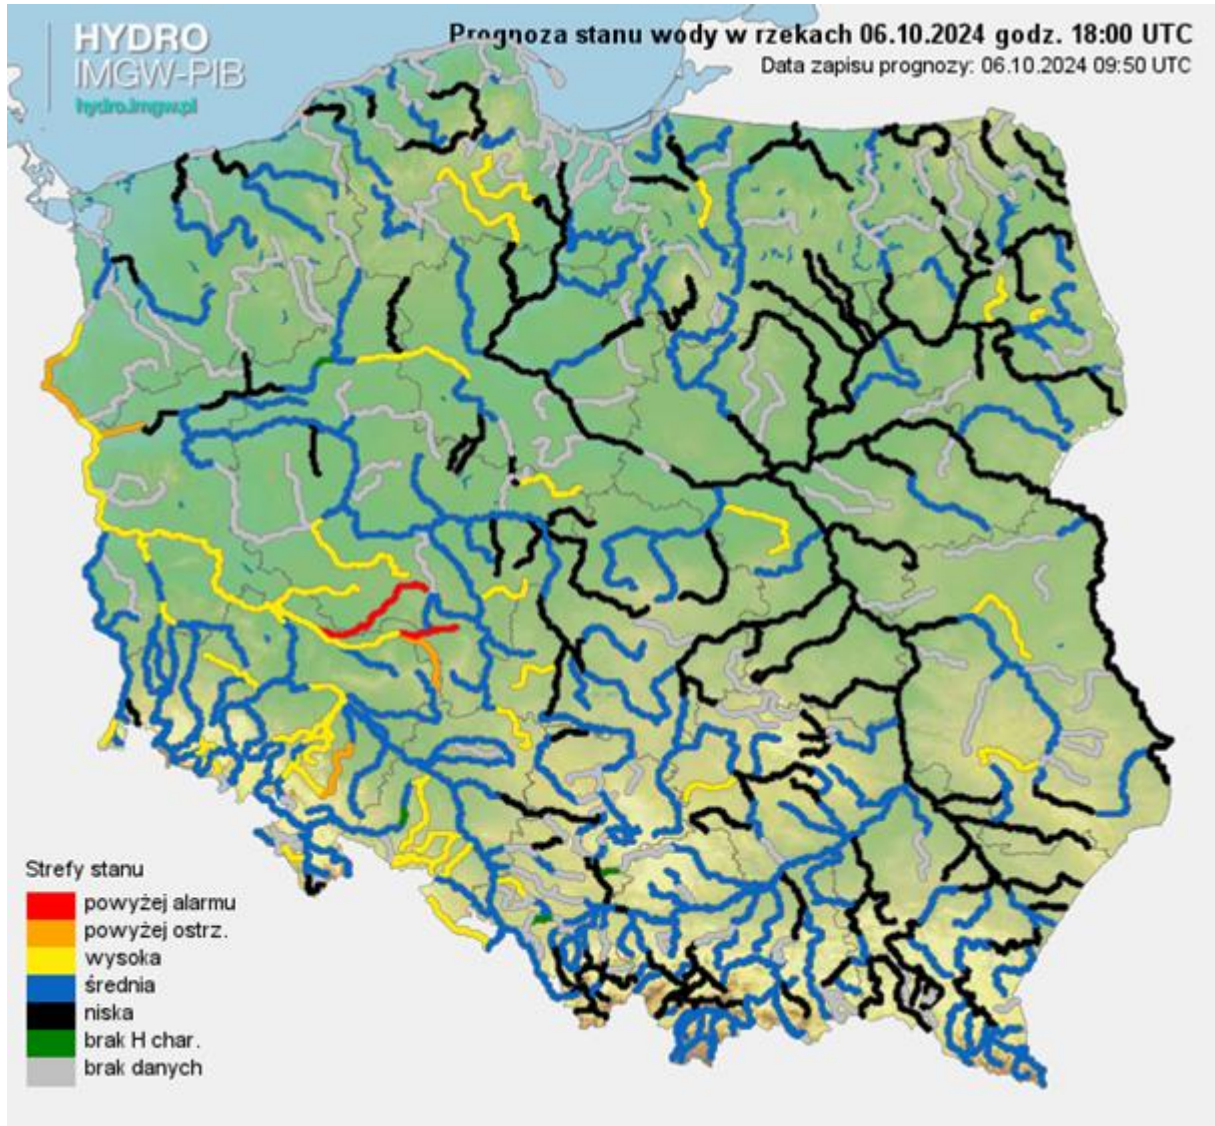 HYDRO
IMGW-PIB
hydro.imgw.pl
Prognoza stanu wody w rzekach 06.10.2024 godz. 18:00 UTC
Data zapisu prognozy: 06.10.2024 09:50 UTC
Strefy stanu
powyżej alarmu
powyżej ostrz.
wysoka
średnia
niska
brak H char.
brak danych